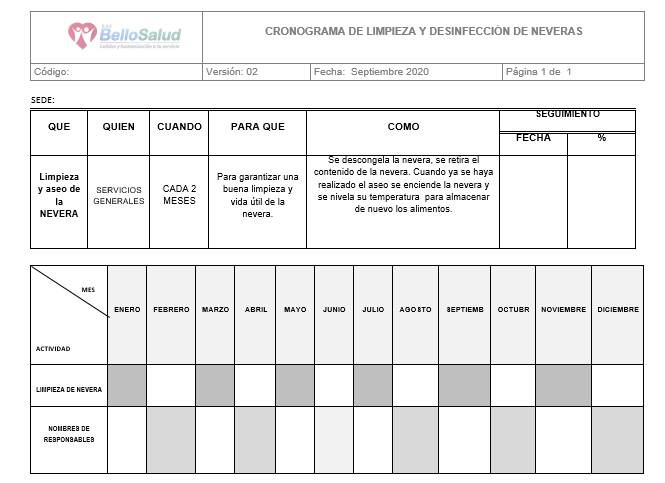 ESE
BelloSalud
Calidez y humanización a tu servicio
CRONOGRAMA DE LIMPIEZA Y DESINFECCIÓN DE NEVERAS
Código:
Versión: 02
Fecha: Septiembre 2020
Página 1 de 1
SEDE:
QUE
QUIEN
CUANDO
PARA QUE
COMO
SEGUIMIENTO
FECHA
%
Limpieza
y aseo de
la
NEVERA
SERVICIOS
GENERALES
CADA 2
MESES
Para garantizar una
buena limpieza y
vida útil de la
nevera.
Se descongela la nevera, se retira el
contenido de la nevera. Cuando ya se haya
realizado el aseo se enciende la nevera y
se nivela su temperatura para almacenar
de nuevo los alimentos.
MES
ACTIVIDAD
ENERO
FEBRERO
MARZO
ABRIL
MAYO
JUNIO
JULIO
AGOSTO
SEPTIEMB
OCTUBR
NOVIEMBRE
DICIEMBRE
LIMPIEZA DE NEVERA
NOMBRES DE
RESPONSABLES